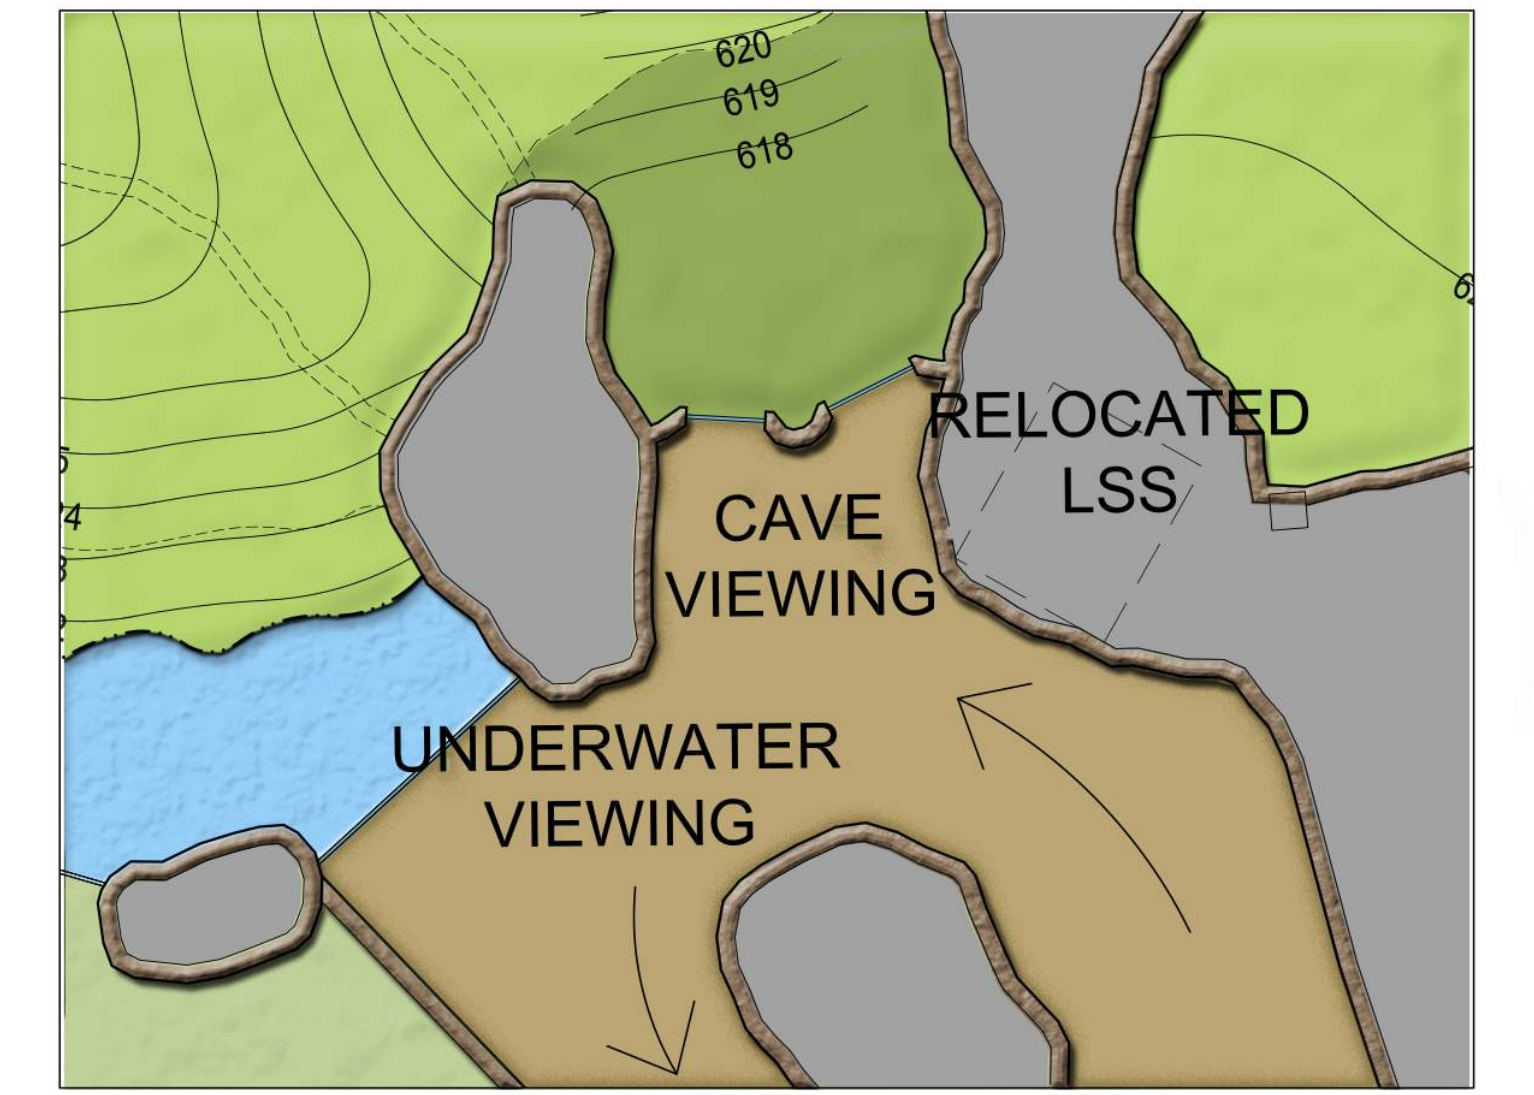 620
619
618
RELOCATED
LSS
CAVE
VIEWING
UNDERWATER
VIEWING